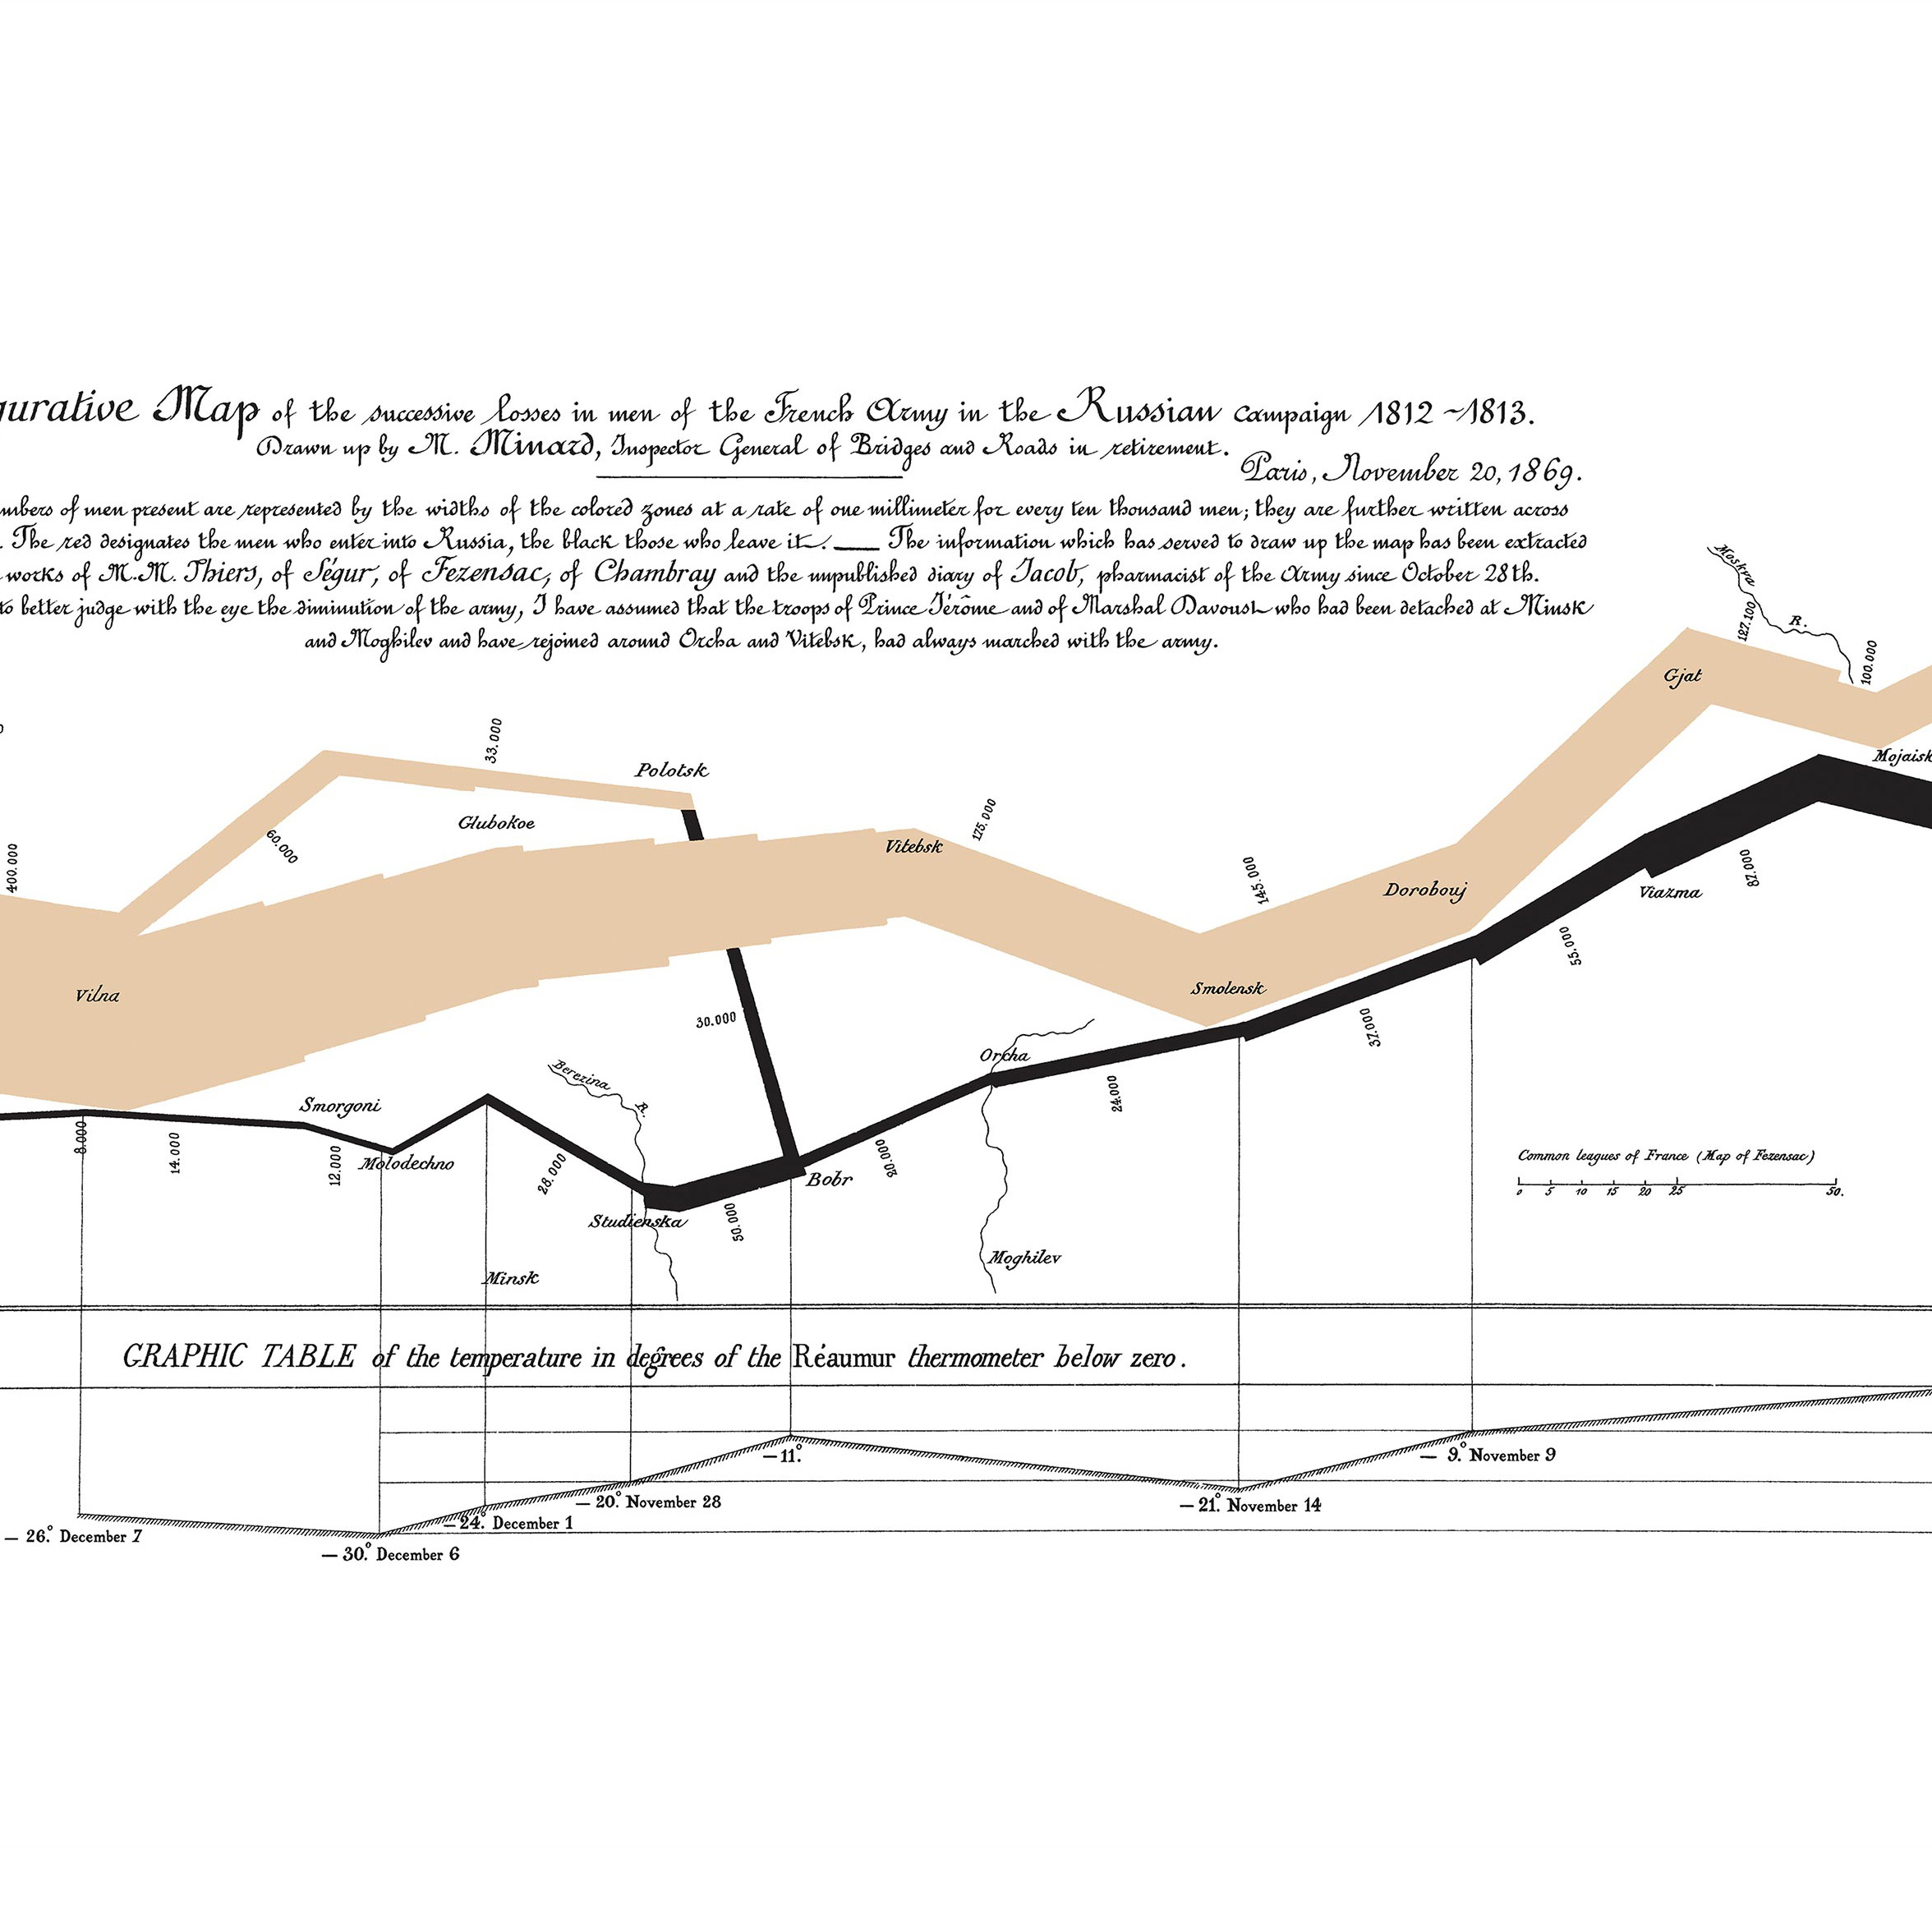 gurative Map of the successive losses in men of the French Army in the Russian campaign 1812 ~1813.
Drawn up by M. Minard, Inspector General of Bridges and Roads in retirement.
Paris, November 20, 1869.
mbers of men present are represented by the widths of the colored zones at a rate of one millimeter for every ten thousand men; they are further written across
. The red designates the men who enter into Russia, the black those who leave it. — The information which has served to draw up the map has been extracted
works of M.M. Thiers, of Ségur, of Fezensac, of Chambray and the unpublished diary of Jacob, pharmacist of the Army since October 28th.
to better judge with the eye the diminution of the army, I have assumed that the troops of Prince Jérôme and of Marshal Davoust who had been detached at Minsk
and Moghilev and have rejoined around Orcha and Vitebsk, had always marched with the army.
Moskva
R.
127.100
100.000
Gjat
Mojaisk
33.000
Polotsk
Glubokoe
60.000
400.000
175.000
Vitebsk
145.000
Dorobouj
Viazma
82.000
55.000
Vilna
Smolensk
30.000
37.000
Orcha
24.000
Berezina
R.
Smorgoni
8.000
14.000
12.000
Molodechno
28.000
20.000
Bobr
Studienska
50.000
Minsk
Moghilev
Common leagues of France (Map of Fezensac)
0 5 10 15 20 25 50.
GRAPHIC TABLE of the temperature in degrees of the Réaumur thermometer below zero.
— 11.°
— 9.° November 9
— 20.° November 28
— 21.° November 14
— 24.° December 1
— 26.° December 7
— 30.° December 6